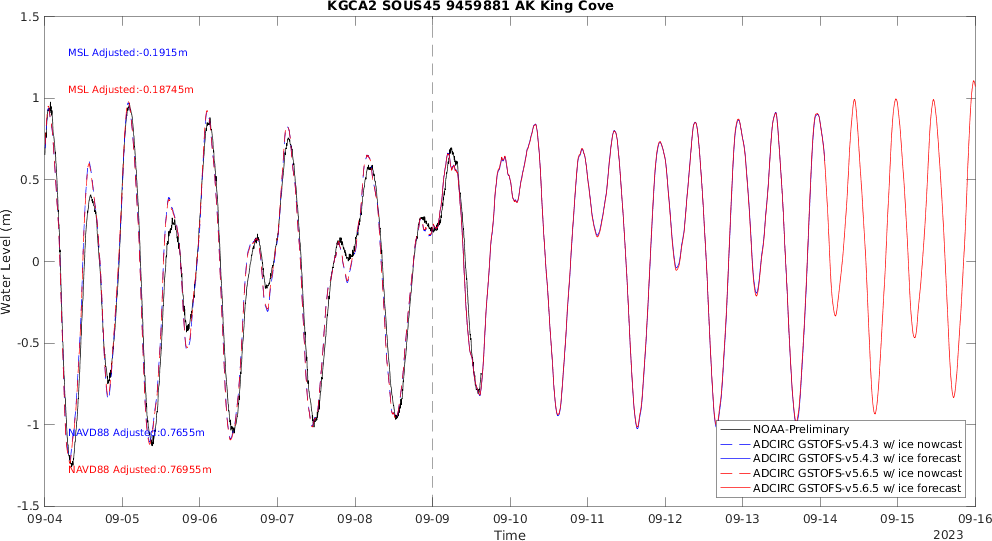 KGCA2 SOUS45 9459881 AK King Cove
1.5
MSL Adjusted:-0.1915m
MSL Adjusted:-0.18745m
1
0.5
Water Level (m)
0
-0.5
-1
NAVD88 Adjusted:0.7655m
NAVD88 Adjusted:0.76955m
-1.5
NOAA-Preliminary
ADCIRC GSTOFS-v5.4.3 w/ ice nowcast
ADCIRC GSTOFS-v5.4.3 w/ ice forecast
ADCIRC GSTOFS-v5.6.5 w/ ice nowcast
ADCIRC GSTOFS-v5.6.5 w/ ice forecast
09-04 09-05 09-06 09-07 09-08 09-09 09-10 09-11 09-12 09-13 09-14 09-15 09-16
Time
2023